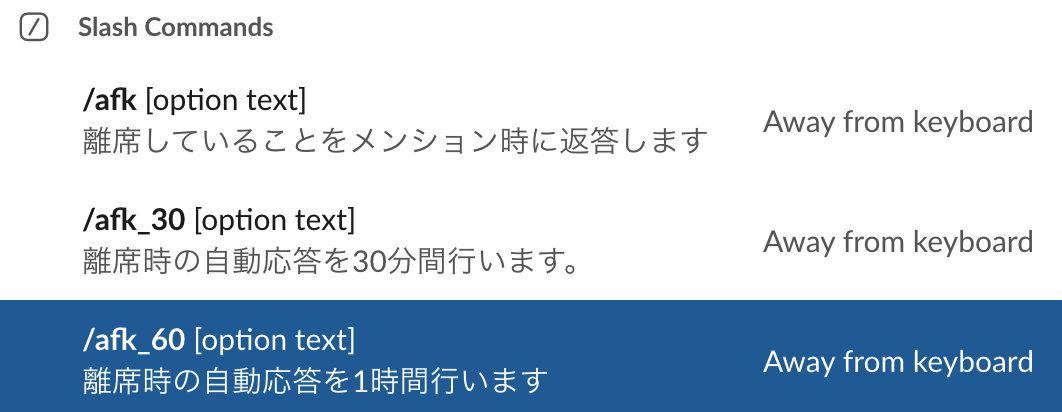 Slash Commands
/afk [option text]
離席していることをメンション時に返答します
Away from keyboard
/afk_30 [option text]
離席時の自動応答を30分間行います。
Away from keyboard
/afk_60 [option text]
離席時の自動応答を1時間行います
Away from keyboard